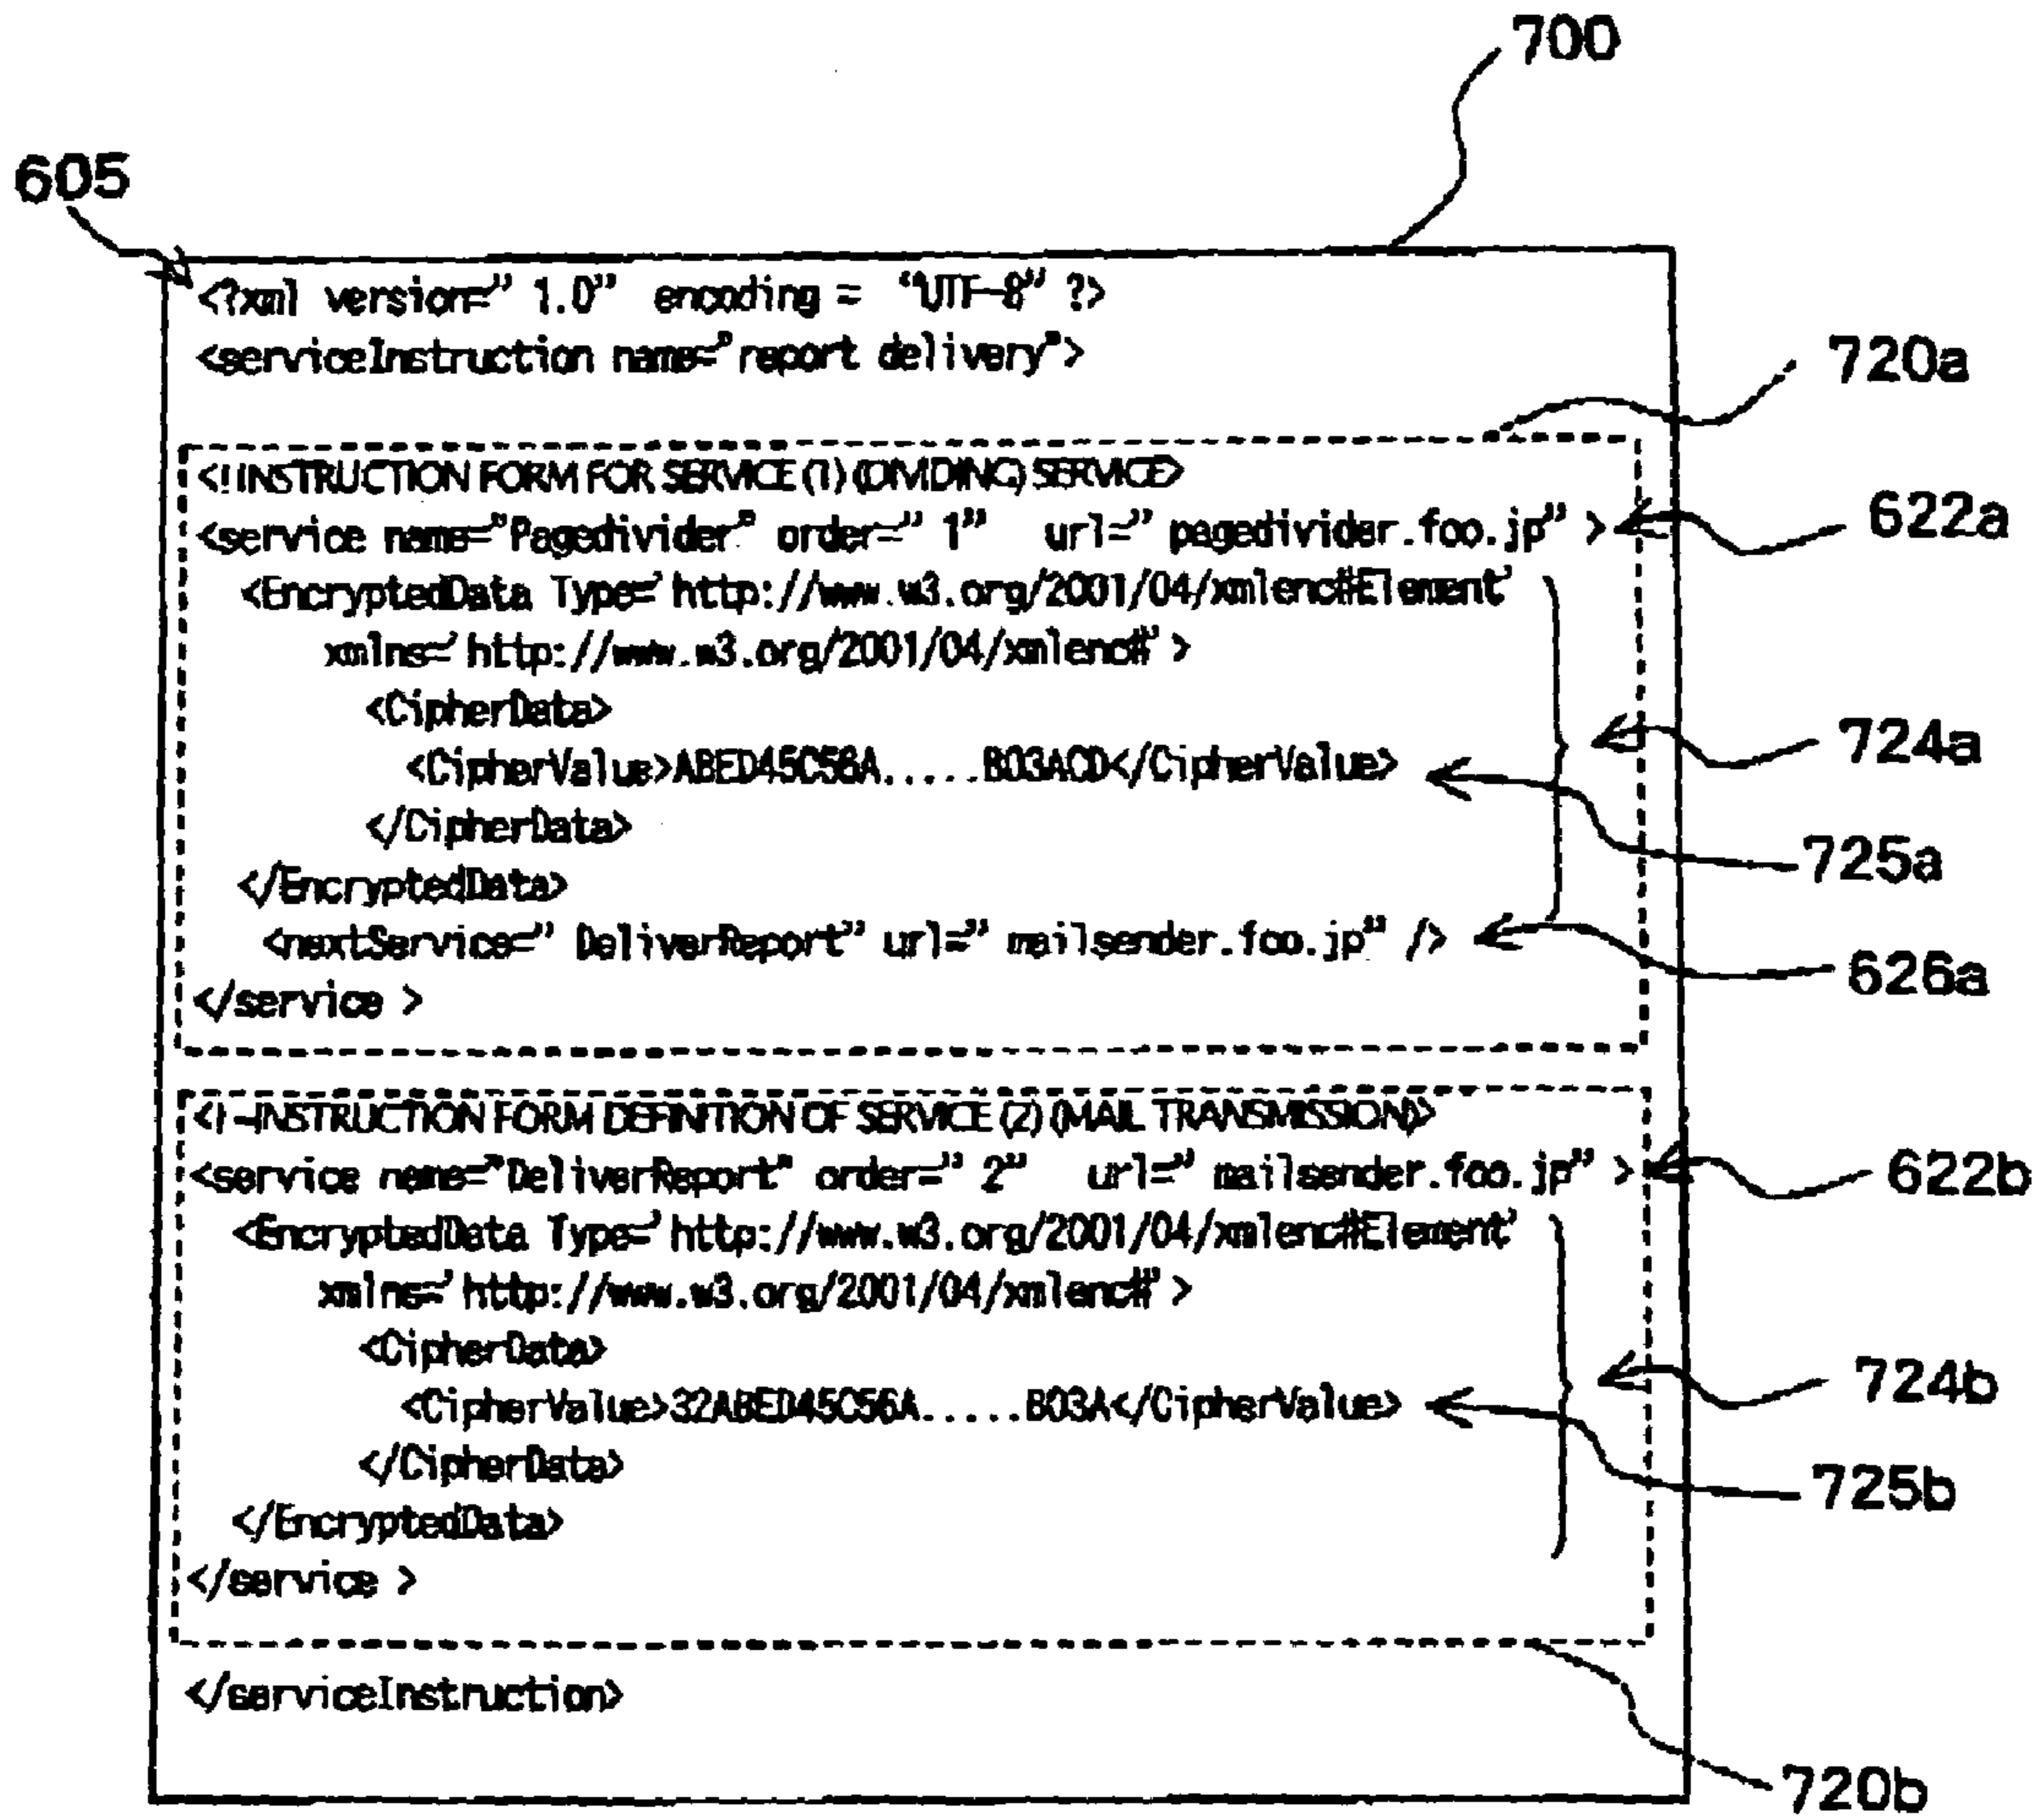 700
605
<?xml version=" 1.0" encoding = "UTF-8" ?>
<serviceInstruction name="report delivery">
720a
<!INSTRUCTION FORM FOR SERVICE (1) (DIVIDING) SERVICE>
<service name="Pagedivider" order=" 1" url=" pagedivider.foo.jp" >
622a
<EncryptedData Type='http://www.w3.org/2001/04/xmlenc#Element'
xmlns='http://www.w3.org/2001/04/xmlenc#' >
<CipherData>
724a
<CipherValue>ABED45C56A.....B03ACD</CipherValue>
</CipherData>
725a
</EncryptedData>
<nextService=" DeliverReport" url=" mailsender.foo.jp" />
626a
</service >
<!-INSTRUCTION FORM DEFINITION OF SERVICE (2) (MAIL TRANSMISSION)>
<service name="DeliverReport" order=" 2" url=" mailsender.foo.jp" >
622b
<EncryptedData Type='http://www.w3.org/2001/04/xmlenc#Element'
xmlns='http://www.w3.org/2001/04/xmlenc#' >
<CipherData>
724b
<CipherValue>32ABED45C56A.....B03A</CipherValue>
</CipherData>
725b
</EncryptedData>
</service >
</serviceInstruction>
720b